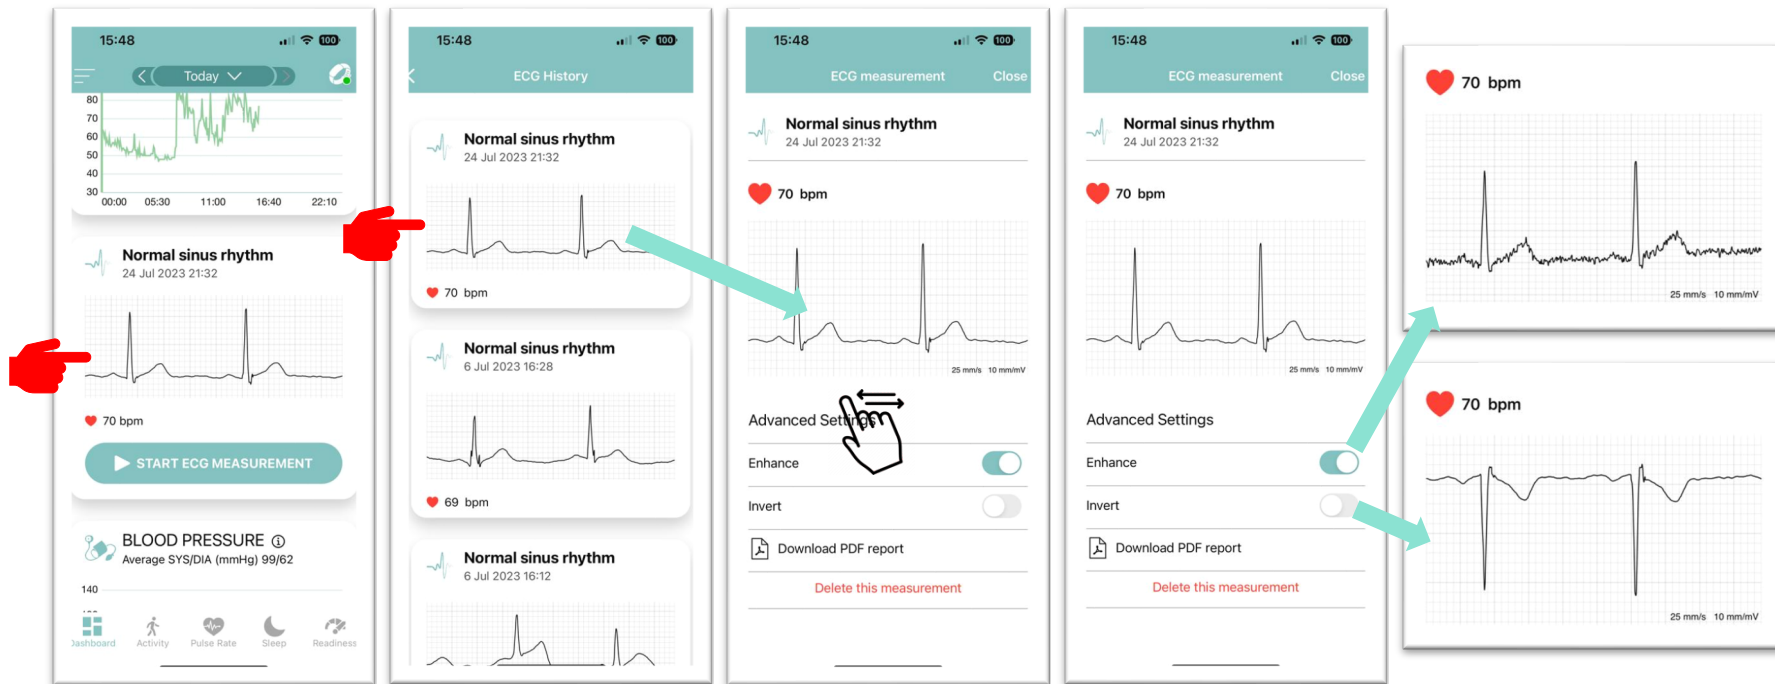 15:48
100
Today
80
70
60
50
40
30
00:00 05:30 11:00 16:40 22:10
Normal sinus rhythm
24 Jul 2023 21:32
70 bpm
START ECG MEASUREMENT
BLOOD PRESSURE
Average SYS/DIA (mmHg) 99/62
140
Dashboard Activity Pulse Rate Sleep Readiness
15:48
100
ECG History
Normal sinus rhythm
24 Jul 2023 21:32
70 bpm
Normal sinus rhythm
6 Jul 2023 16:28
69 bpm
Normal sinus rhythm
6 Jul 2023 16:12
15:48
100
ECG measurement Close
Normal sinus rhythm
24 Jul 2023 21:32
70 bpm
25 mm/s 10 mm/mV
Advanced Settings
Enhance
Invert
Download PDF report
Delete this measurement
15:48
100
ECG measurement Close
Normal sinus rhythm
24 Jul 2023 21:32
70 bpm
25 mm/s 10 mm/mV
Advanced Settings
Enhance
Invert
Download PDF report
Delete this measurement
70 bpm
25 mm/s 10 mm/mV
70 bpm
25 mm/s 10 mm/mV